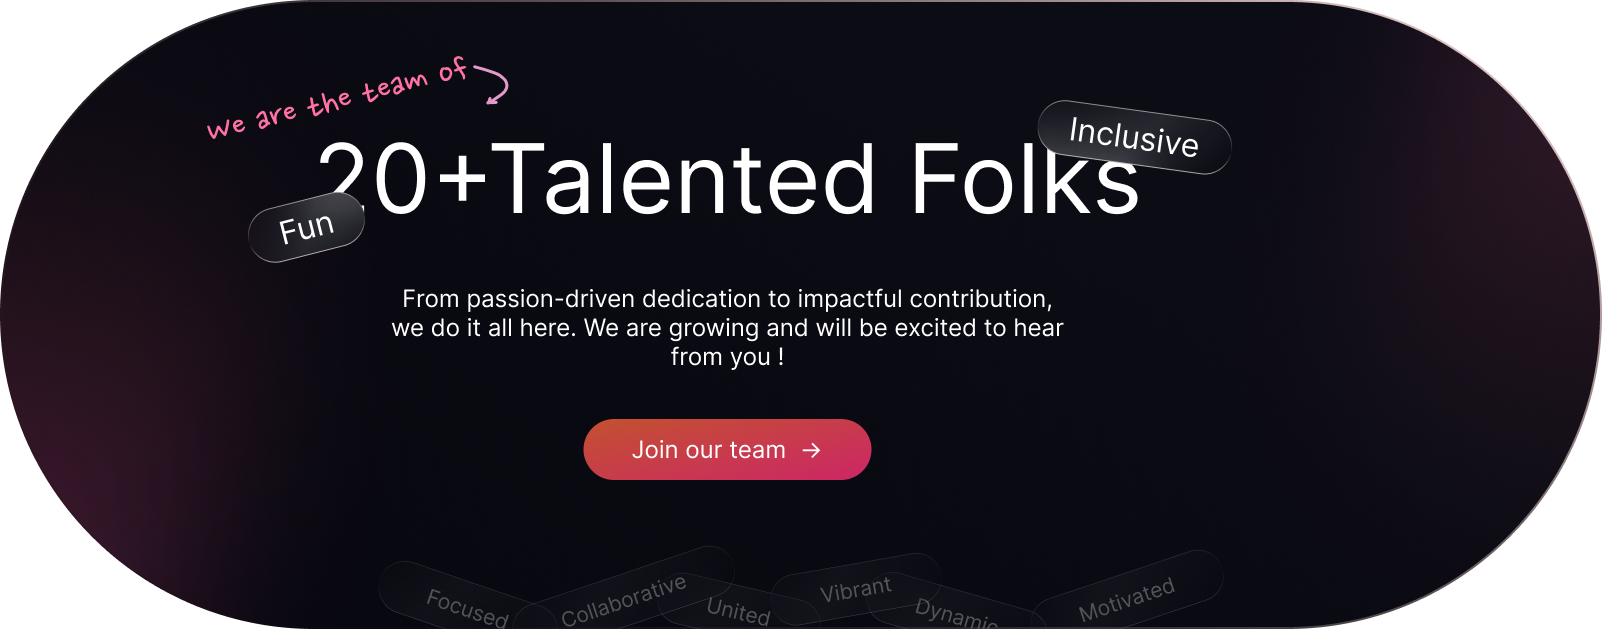 we are the team of
Inclusive
20+Talented Folks
Fun
From passion-driven dedication to impactful contribution,
we do it all here. We are growing and will be excited to hear
from you !
Join our team →
Focused
Collaborative
United
Vibrant
Dynamic
Motivated